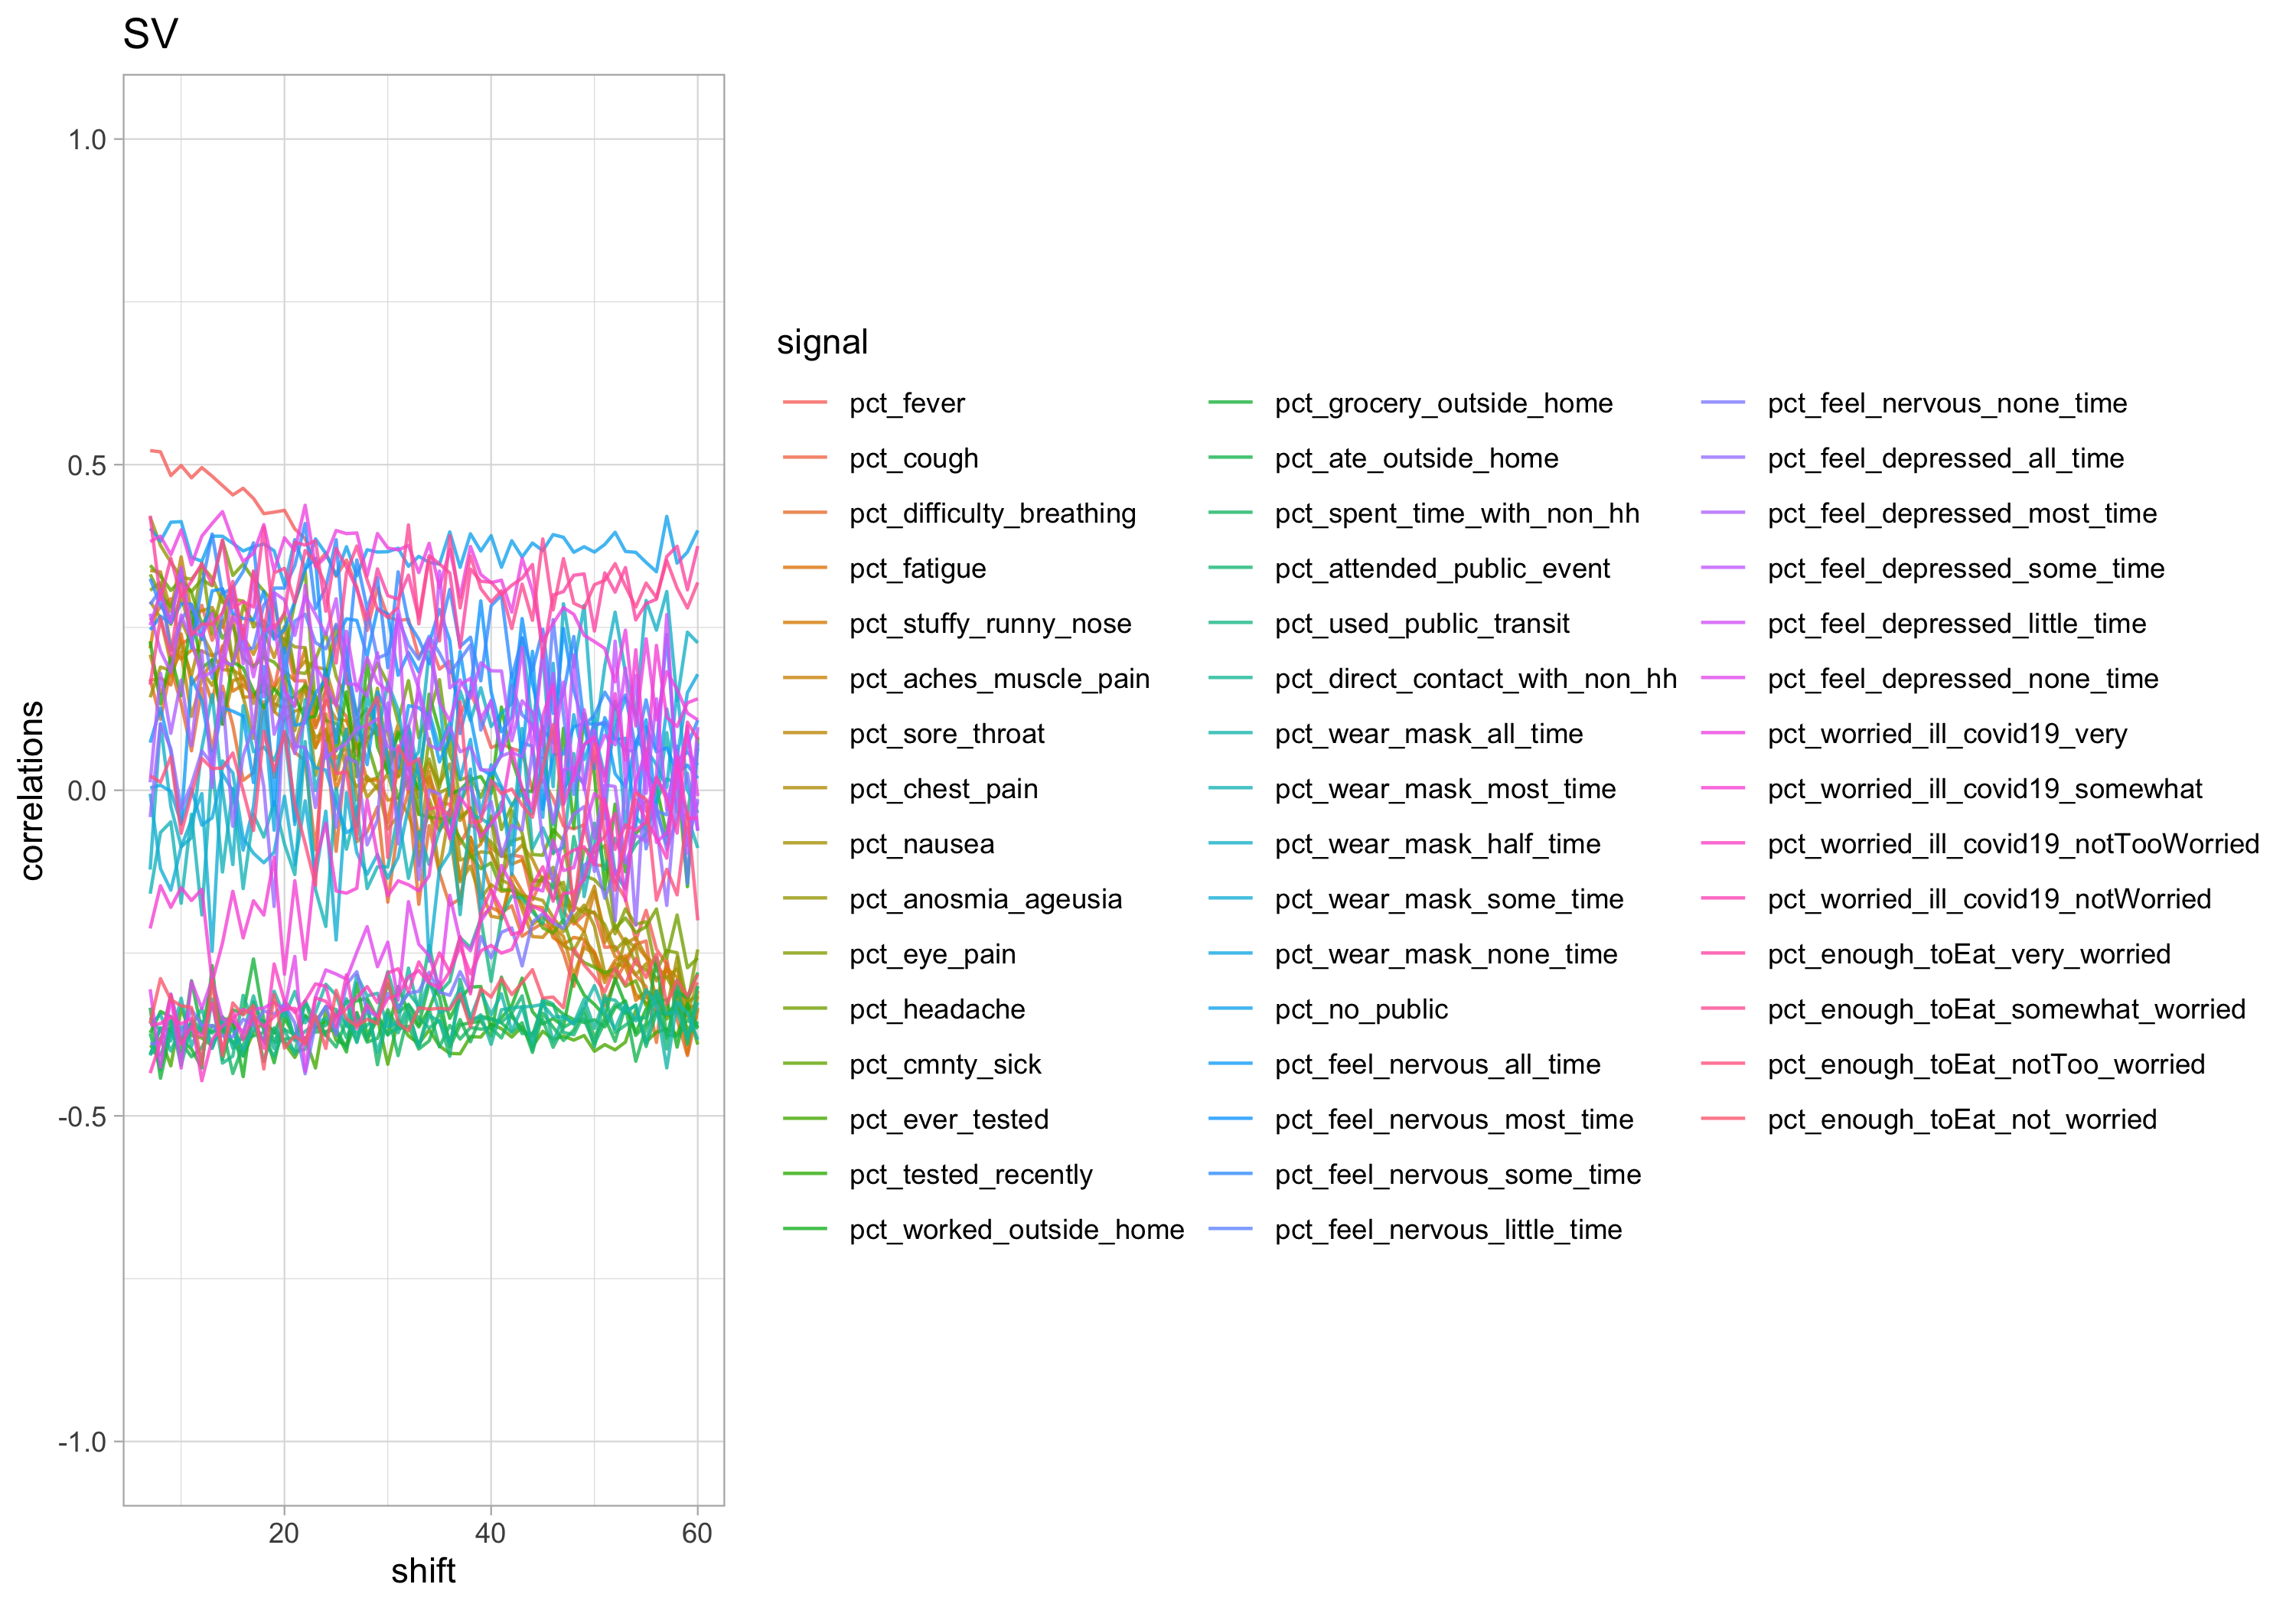 SV
1.0
0.5
0.0
-0.5
-1.0
correlations
20
40
60
shift
signal
pct_fever
pct_cough
pct_difficulty_breathing
pct_fatigue
pct_stuffy_runny_nose
pct_aches_muscle_pain
pct_sore_throat
pct_chest_pain
pct_nausea
pct_anosmia_ageusia
pct_eye_pain
pct_headache
pct_cmnty_sick
pct_ever_tested
pct_tested_recently
pct_worked_outside_home
pct_grocery_outside_home
pct_ate_outside_home
pct_spent_time_with_non_hh
pct_attended_public_event
pct_used_public_transit
pct_direct_contact_with_non_hh
pct_wear_mask_all_time
pct_wear_mask_most_time
pct_wear_mask_half_time
pct_wear_mask_some_time
pct_wear_mask_none_time
pct_no_public
pct_feel_nervous_all_time
pct_feel_nervous_most_time
pct_feel_nervous_some_time
pct_feel_nervous_little_time
pct_feel_nervous_none_time
pct_feel_depressed_all_time
pct_feel_depressed_most_time
pct_feel_depressed_some_time
pct_feel_depressed_little_time
pct_feel_depressed_none_time
pct_worried_ill_covid19_very
pct_worried_ill_covid19_somewhat
pct_worried_ill_covid19_notTooWorried
pct_worried_ill_covid19_notWorried
pct_enough_toEat_very_worried
pct_enough_toEat_somewhat_worried
pct_enough_toEat_notToo_worried
pct_enough_toEat_not_worried